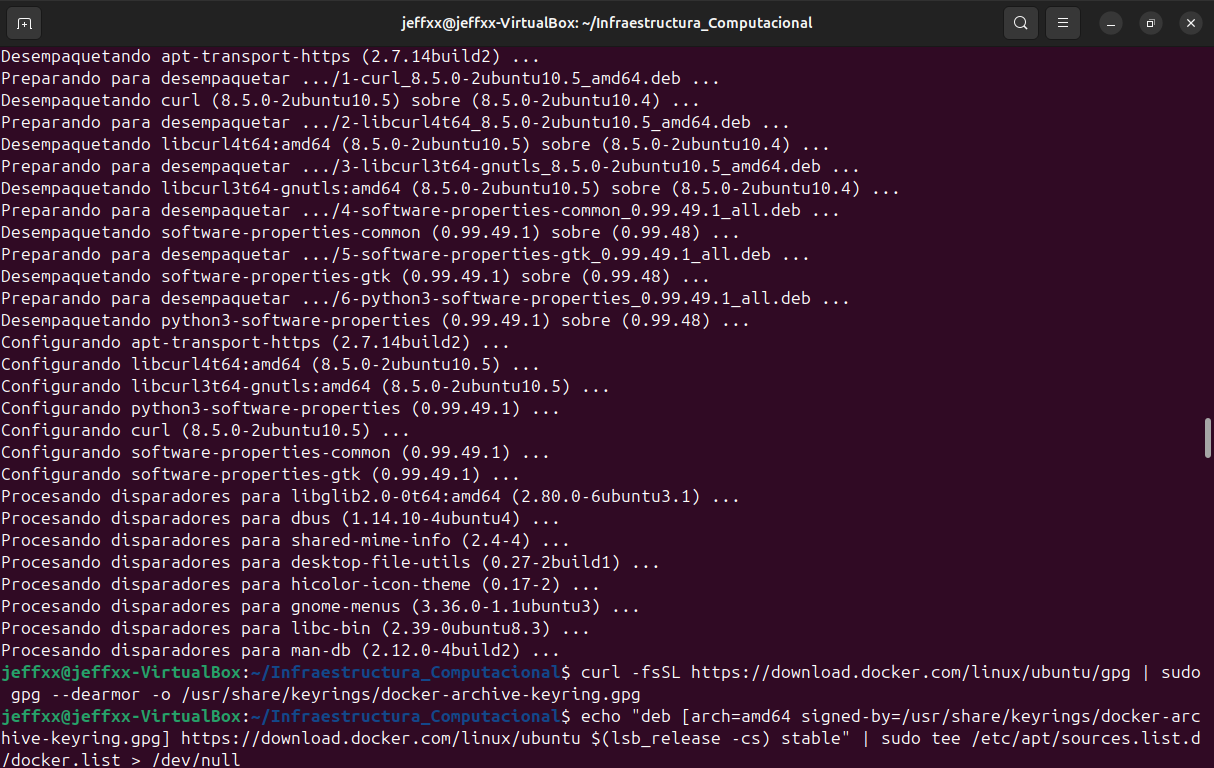 jeffxx@jeffxx-VirtualBox: ~/Infraestructura_Computacional
Desempaquetando apt-transport-https (2.7.14build2) ...
Preparando para desempaquetar .../1-curl_8.5.0-2ubuntu10.5_amd64.deb ...
Desempaquetando curl (8.5.0-2ubuntu10.5) sobre (8.5.0-2ubuntu10.4) ...
Preparando para desempaquetar .../2-libcurl4t64_8.5.0-2ubuntu10.5_amd64.deb ...
Desempaquetando libcurl4t64:amd64 (8.5.0-2ubuntu10.5) sobre (8.5.0-2ubuntu10.4) ...
Preparando para desempaquetar .../3-libcurl3t64-gnutls_8.5.0-2ubuntu10.5_amd64.deb ...
Desempaquetando libcurl3t64-gnutls:amd64 (8.5.0-2ubuntu10.5) sobre (8.5.0-2ubuntu10.4) ...
Preparando para desempaquetar .../4-software-properties-common_0.99.49.1_all.deb ...
Desempaquetando software-properties-common (0.99.49.1) sobre (0.99.48) ...
Preparando para desempaquetar .../5-software-properties-gtk_0.99.49.1_all.deb ...
Desempaquetando software-properties-gtk (0.99.49.1) sobre (0.99.48) ...
Preparando para desempaquetar .../6-python3-software-properties_0.99.49.1_all.deb ...
Desempaquetando python3-software-properties (0.99.49.1) sobre (0.99.48) ...
Configurando apt-transport-https (2.7.14build2) ...
Configurando libcurl4t64:amd64 (8.5.0-2ubuntu10.5) ...
Configurando libcurl3t64-gnutls:amd64 (8.5.0-2ubuntu10.5) ...
Configurando python3-software-properties (0.99.49.1) ...
Configurando curl (8.5.0-2ubuntu10.5) ...
Configurando software-properties-common (0.99.49.1) ...
Configurando software-properties-gtk (0.99.49.1) ...
Procesando disparadores para libglib2.0-0t64:amd64 (2.80.0-6ubuntu3.1) ...
Procesando disparadores para dbus (1.14.10-4ubuntu4) ...
Procesando disparadores para shared-mime-info (2.4-4) ...
Procesando disparadores para desktop-file-utils (0.27-2build1) ...
Procesando disparadores para hicolor-icon-theme (0.17-2) ...
Procesando disparadores para gnome-menus (3.36.0-1.1ubuntu3) ...
Procesando disparadores para libc-bin (2.39-0ubuntu8.3) ...
Procesando disparadores para man-db (2.12.0-4build2) ...
jeffxx@jeffxx-VirtualBox:~/Infraestructura_Computacional$ curl -fsSL https://download.docker.com/linux/ubuntu/gpg | sudo
 gpg --dearmor -o /usr/share/keyrings/docker-archive-keyring.gpg
jeffxx@jeffxx-VirtualBox:~/Infraestructura_Computacional$ echo "deb [arch=amd64 signed-by=/usr/share/keyrings/docker-arc
hive-keyring.gpg] https://download.docker.com/linux/ubuntu $(lsb_release -cs) stable" | sudo tee /etc/apt/sources.list.d
/docker.list > /dev/null